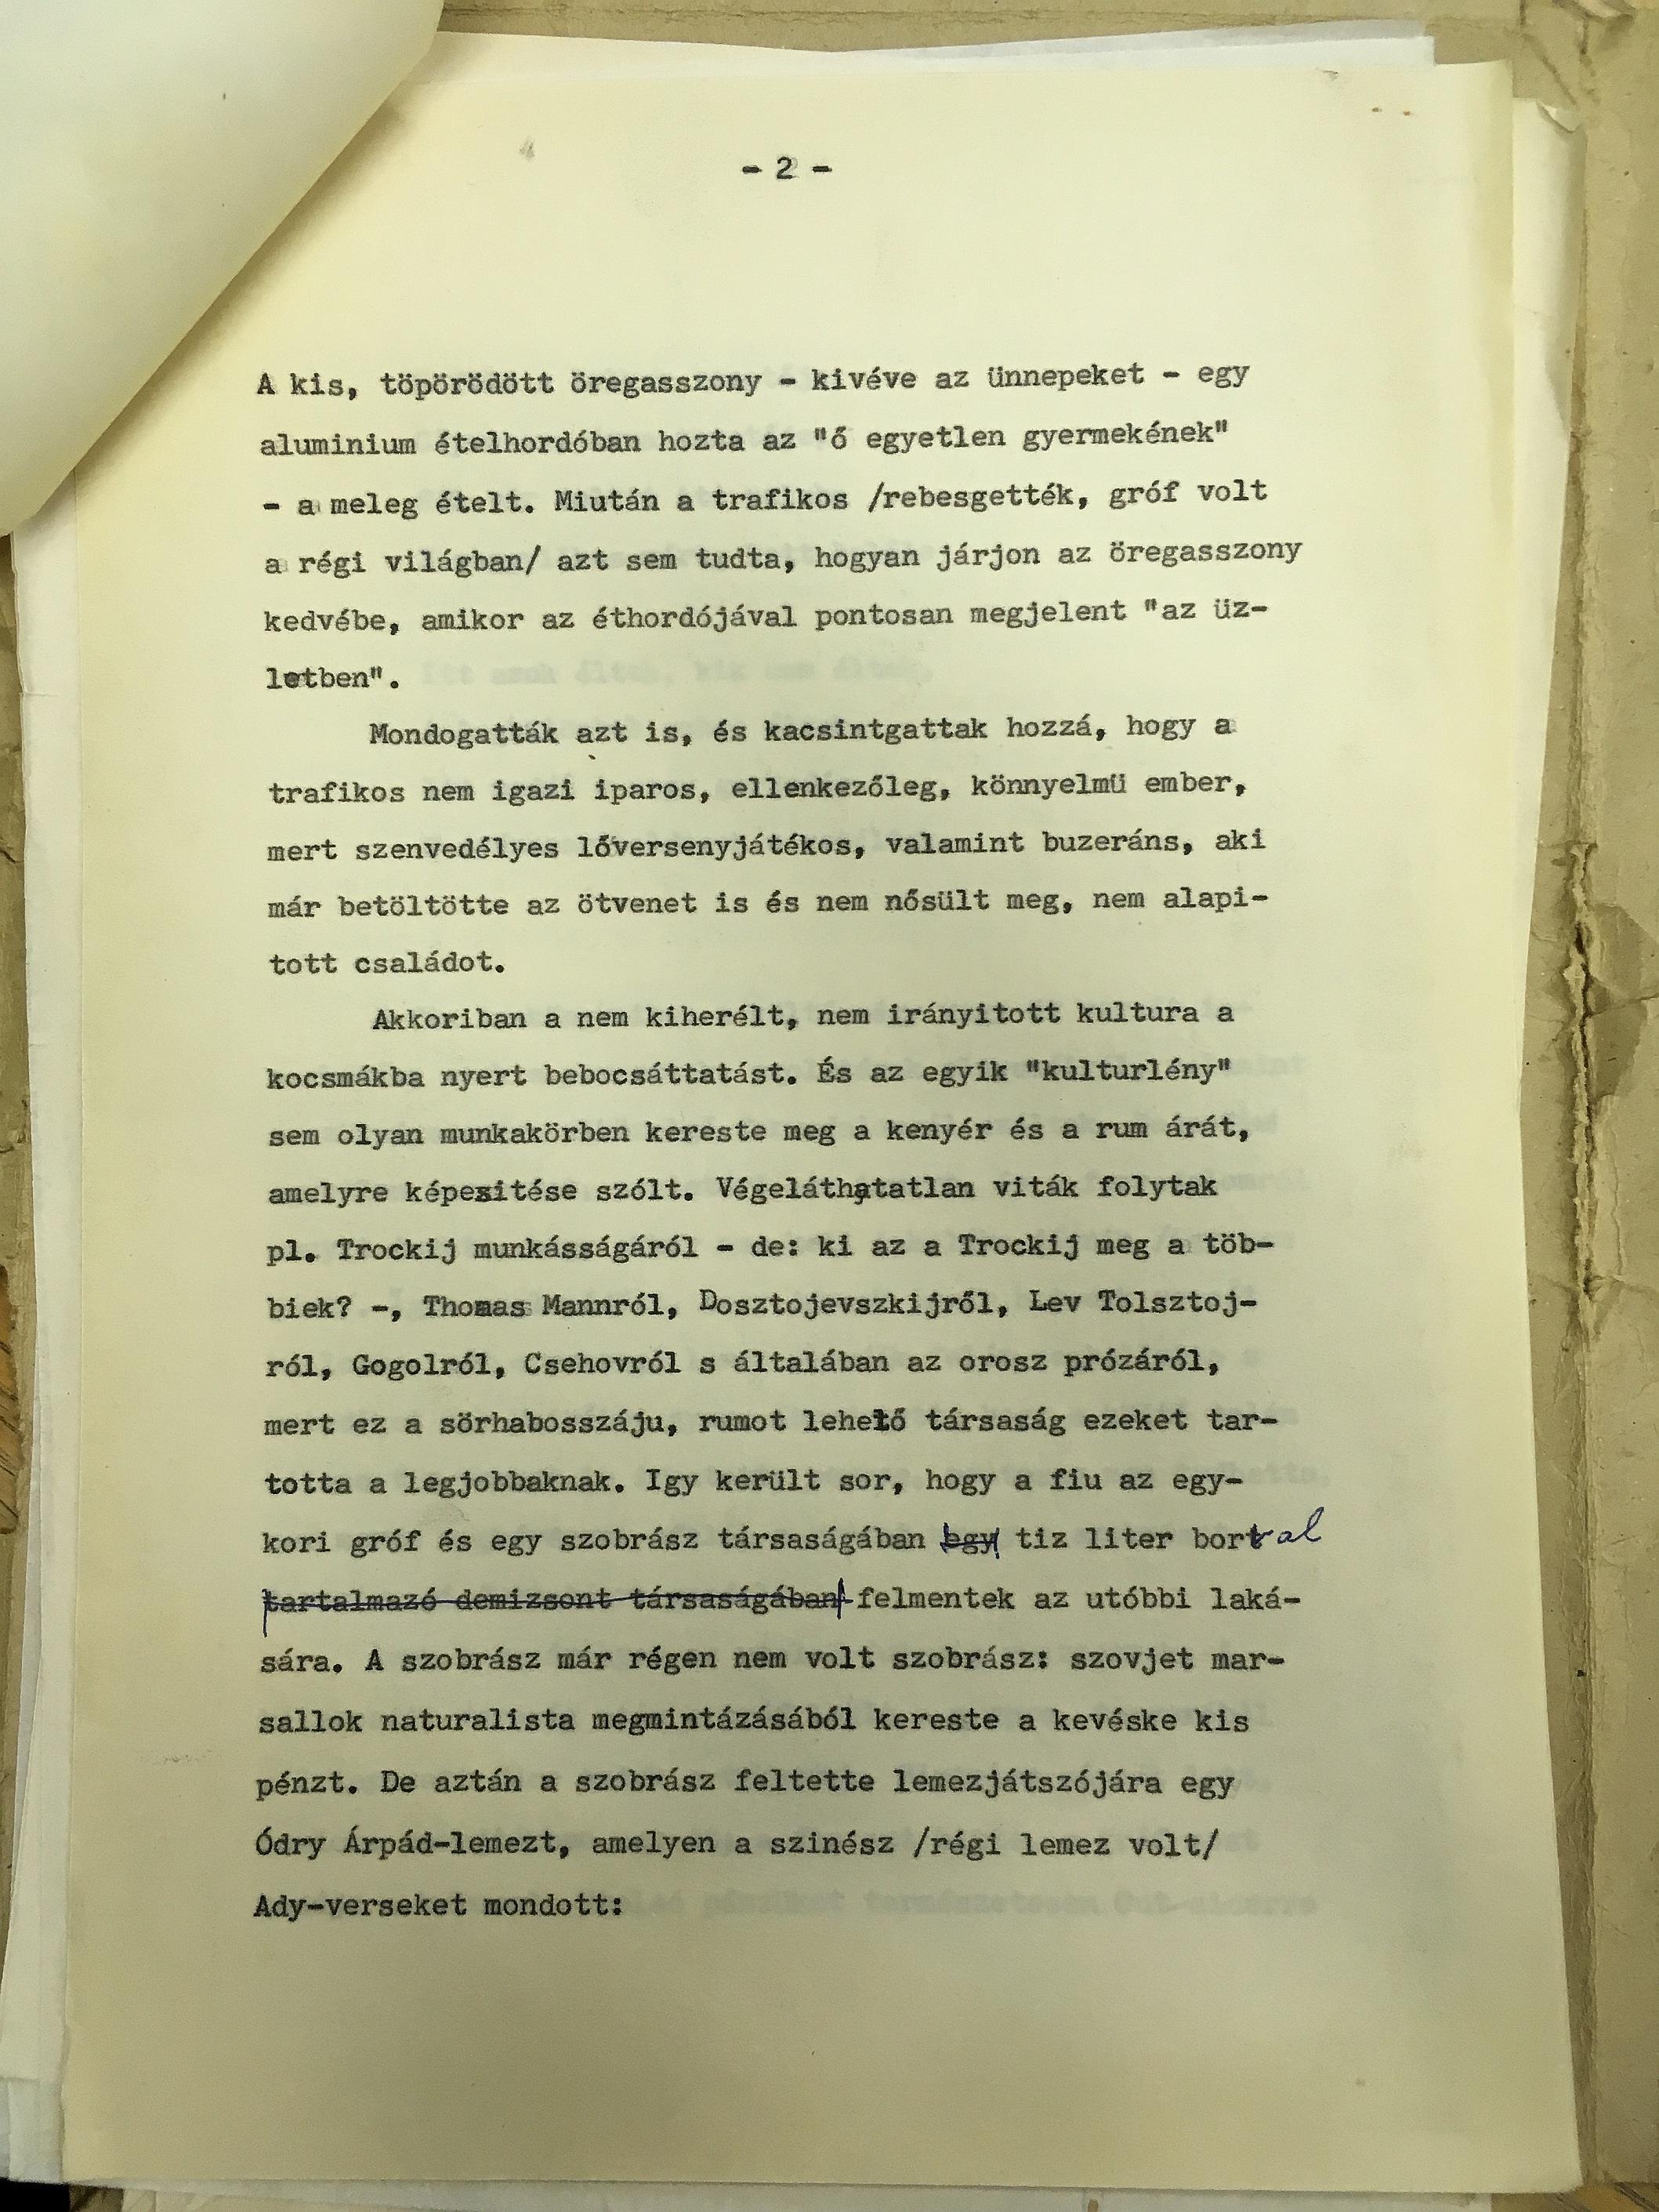 - 2 -
A kis, töpörödött öregasszony - kivéve az ünnepeket - egy
aluminium ételhordóban hozta az "ő egyetlen gyermekének"
- a meleg ételt. Miután a trafikos /rebesgették, gróf volt
a régi világban/ azt sem tudta, hogyan járjon az öregasszony
kedvébe, amikor az éthordójával pontosan megjelent "az üz-
letben".
Mondogatták azt is, és kacsintgattak hozzá, hogy a
trafikos nem igazi iparos, ellenkezőleg, könnyelmü ember,
mert szenvedélyes lőversenyjátékos, valamint buzeráns, aki
már betöltötte az ötvenet is és nem nősült meg, nem alapi-
tott családot.
Akkoriban a nem kiherélt, nem irányitott kultura a
kocsmákba nyert bebocsáttatást. És az egyik "kulturlény"
sem olyan munkakörben kereste meg a kenyér és a rum árát,
amelyre képesitése szólt. Végeláthatatlan viták folytak
pl. Trockij munkásságáról - de: ki az a Trockij meg a töb-
biek? -, Thomas Mannról, Dosztojevszkijről, Lev Tolsztoj-
ról, Gogolról, Csehovról s általában az orosz prózáról,
mert ez a sörhabosszáju, rumot lehelő társaság ezeket tar-
totta a legjobbaknak. Igy került sor, hogy a fiu az egy-
kori gróf és egy szobrász társaságában egy tiz liter borral
tartalmazó demizsont társaságában felmentek az utóbbi laká-
sára. A szobrász már régen nem volt szobrász: szovjet mar-
sallok naturalista megmintázásából kereste a kevéske kis
pénzt. De aztán a szobrász feltette lemezjátszójára egy
Ódry Árpád-lemezt, amelyen a szinész /régi lemez volt/
Ady-verseket mondott: